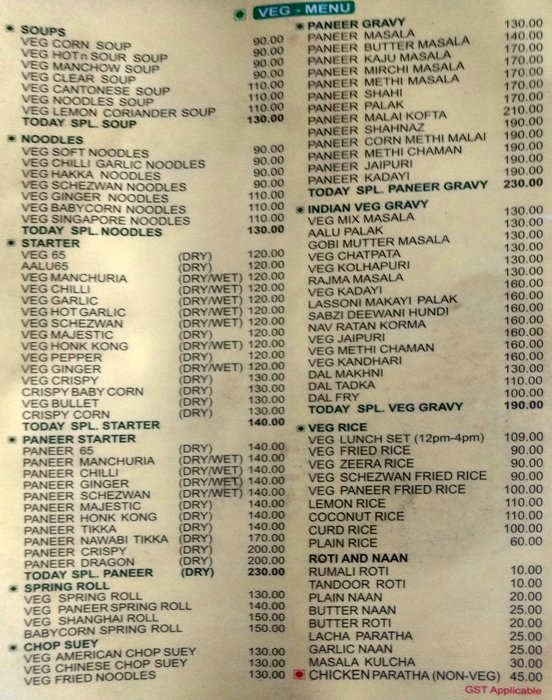 VEG - MENU
SOUPS
VEG CORN SOUP 90.00
VEG HOTn SOUR SOUP 90.00
VEG MANCHOW SOUP 90.00
VEG CLEAR SOUP 90.00
VEG CANTONESE SOUP 110.00
VEG NOODLES SOUP 110.00
VEG LEMON CORIANDER SOUP 110.00
TODAY SPL. SOUP 130.00
NOODLES
VEG SOFT NOODLES 90.00
VEG CHILLI GARLIC NOODLES 90.00
VEG HAKKA NOODLES 90.00
VEG SCHEZWAN NOODLES 90.00
VEG GINGER NOODLES 110.00
VEG BABYCORN NOODLES 110.00
VEG SINGAPORE NOODLES 110.00
TODAY SPL. NOODLES 130.00
STARTER
VEG 65 (DRY) 120.00
AALU65 (DRY) 120.00
VEG MANCHURIA (DRY/WET) 120.00
VEG CHILLI (DRY/WET) 120.00
VEG GARLIC (DRY/WET) 120.00
VEG HOT GARLIC (DRY/WET) 120.00
VEG SCHEZWAN (DRY/WET) 120.00
VEG MAJESTIC (DRY) 120.00
VEG HONK KONG (DRY/WET) 120.00
VEG PEPPER (DRY) 120.00
VEG GINGER (DRY/WET) 120.00
VEG CRISPY (DRY) 130.00
CRISPY BABY CORN (DRY) 130.00
VEG BULLET (DRY) 130.00
CRISPY CORN (DRY) 130.00
TODAY SPL. STARTER 140.00
PANEER STARTER
PANEER 65 (DRY) 140.00
PANEER MANCHURIA (DRY/WET) 140.00
PANEER CHILLI (DRY/WET) 140.00
PANEER GINGER (DRY/WET) 140.00
PANEER SCHEZWAN (DRY/WET) 140.00
PANEER MAJESTIC (DRY) 140.00
PANEER HONK KONG (DRY) 140.00
PANEER TIKKA (DRY) 140.00
PANEER NAWABI TIKKA (DRY) 170.00
PANEER CRISPY (DRY) 200.00
PANEER DRAGON (DRY) 200.00
TODAY SPL. PANEER (DRY) 230.00
SPRING ROLL
VEG SPRING ROLL 130.00
VEG PANEER SPRING ROLL 140.00
VEG SHANGHAI ROLL 150.00
BABYCORN SPRING ROLL 150.00
CHOP SUEY
VEG AMERICAN CHOP SUEY 130.00
VEG CHINESE CHOP SUEY 130.00
VEG FRIED NOODLES 130.00
PANEER GRAVY
PANEER MASALA 130.00
PANEER BUTTER MASALA 140.00
PANEER KAJU MASALA 170.00
PANEER MIRCHI MASALA 170.00
PANEER METHI MASALA 170.00
PANEER SHAHI 170.00
PANEER PALAK 170.00
PANEER MALAI KOFTA 210.00
PANEER SHAHNAZ 190.00
PANEER CORN METHI MALAI 190.00
PANEER METHI CHAMAN 190.00
PANEER JAIPURI 190.00
PANEER KADAYI 190.00
TODAY SPL. PANEER GRAVY 230.00
INDIAN VEG GRAVY
VEG MIX MASALA 130.00
AALU PALAK 130.00
GOBI MUTTER MASALA 130.00
VEG CHATPATA 130.00
VEG KOLHAPURI 130.00
RAJMA MASALA 130.00
VEG KADAYI 160.00
LASSONI MAKAYI PALAK 160.00
SABZI DEEWANI HUNDI 160.00
NAV RATAN KORMA 160.00
VEG JAIPURI 160.00
VEG METHI CHAMAN 160.00
VEG KANDHARI 160.00
DAL MAKHNI 130.00
DAL TADKA 110.00
DAL FRY 100.00
TODAY SPL. VEG GRAVY 190.00
VEG RICE
VEG LUNCH SET (12pm-4pm) 109.00
VEG FRIED RICE 90.00
VEG ZEERA RICE 90.00
VEG SCHEZWAN FRIED RICE 90.00
VEG PANEER FRIED RICE 100.00
LEMON RICE 110.00
COCONUT RICE 110.00
CURD RICE 100.00
PLAIN RICE 60.00
ROTI AND NAAN
RUMALI ROTI 10.00
TANDOOR ROTI 10.00
PLAIN NAAN 20.00
BUTTER NAAN 25.00
BUTTER ROTI 20.00
LACHA PARATHA 25.00
GARLIC NAAN 25.00
MASALA KULCHA 30.00
CHICKEN PARATHA (NON-VEG) 45.00
GST Applicable